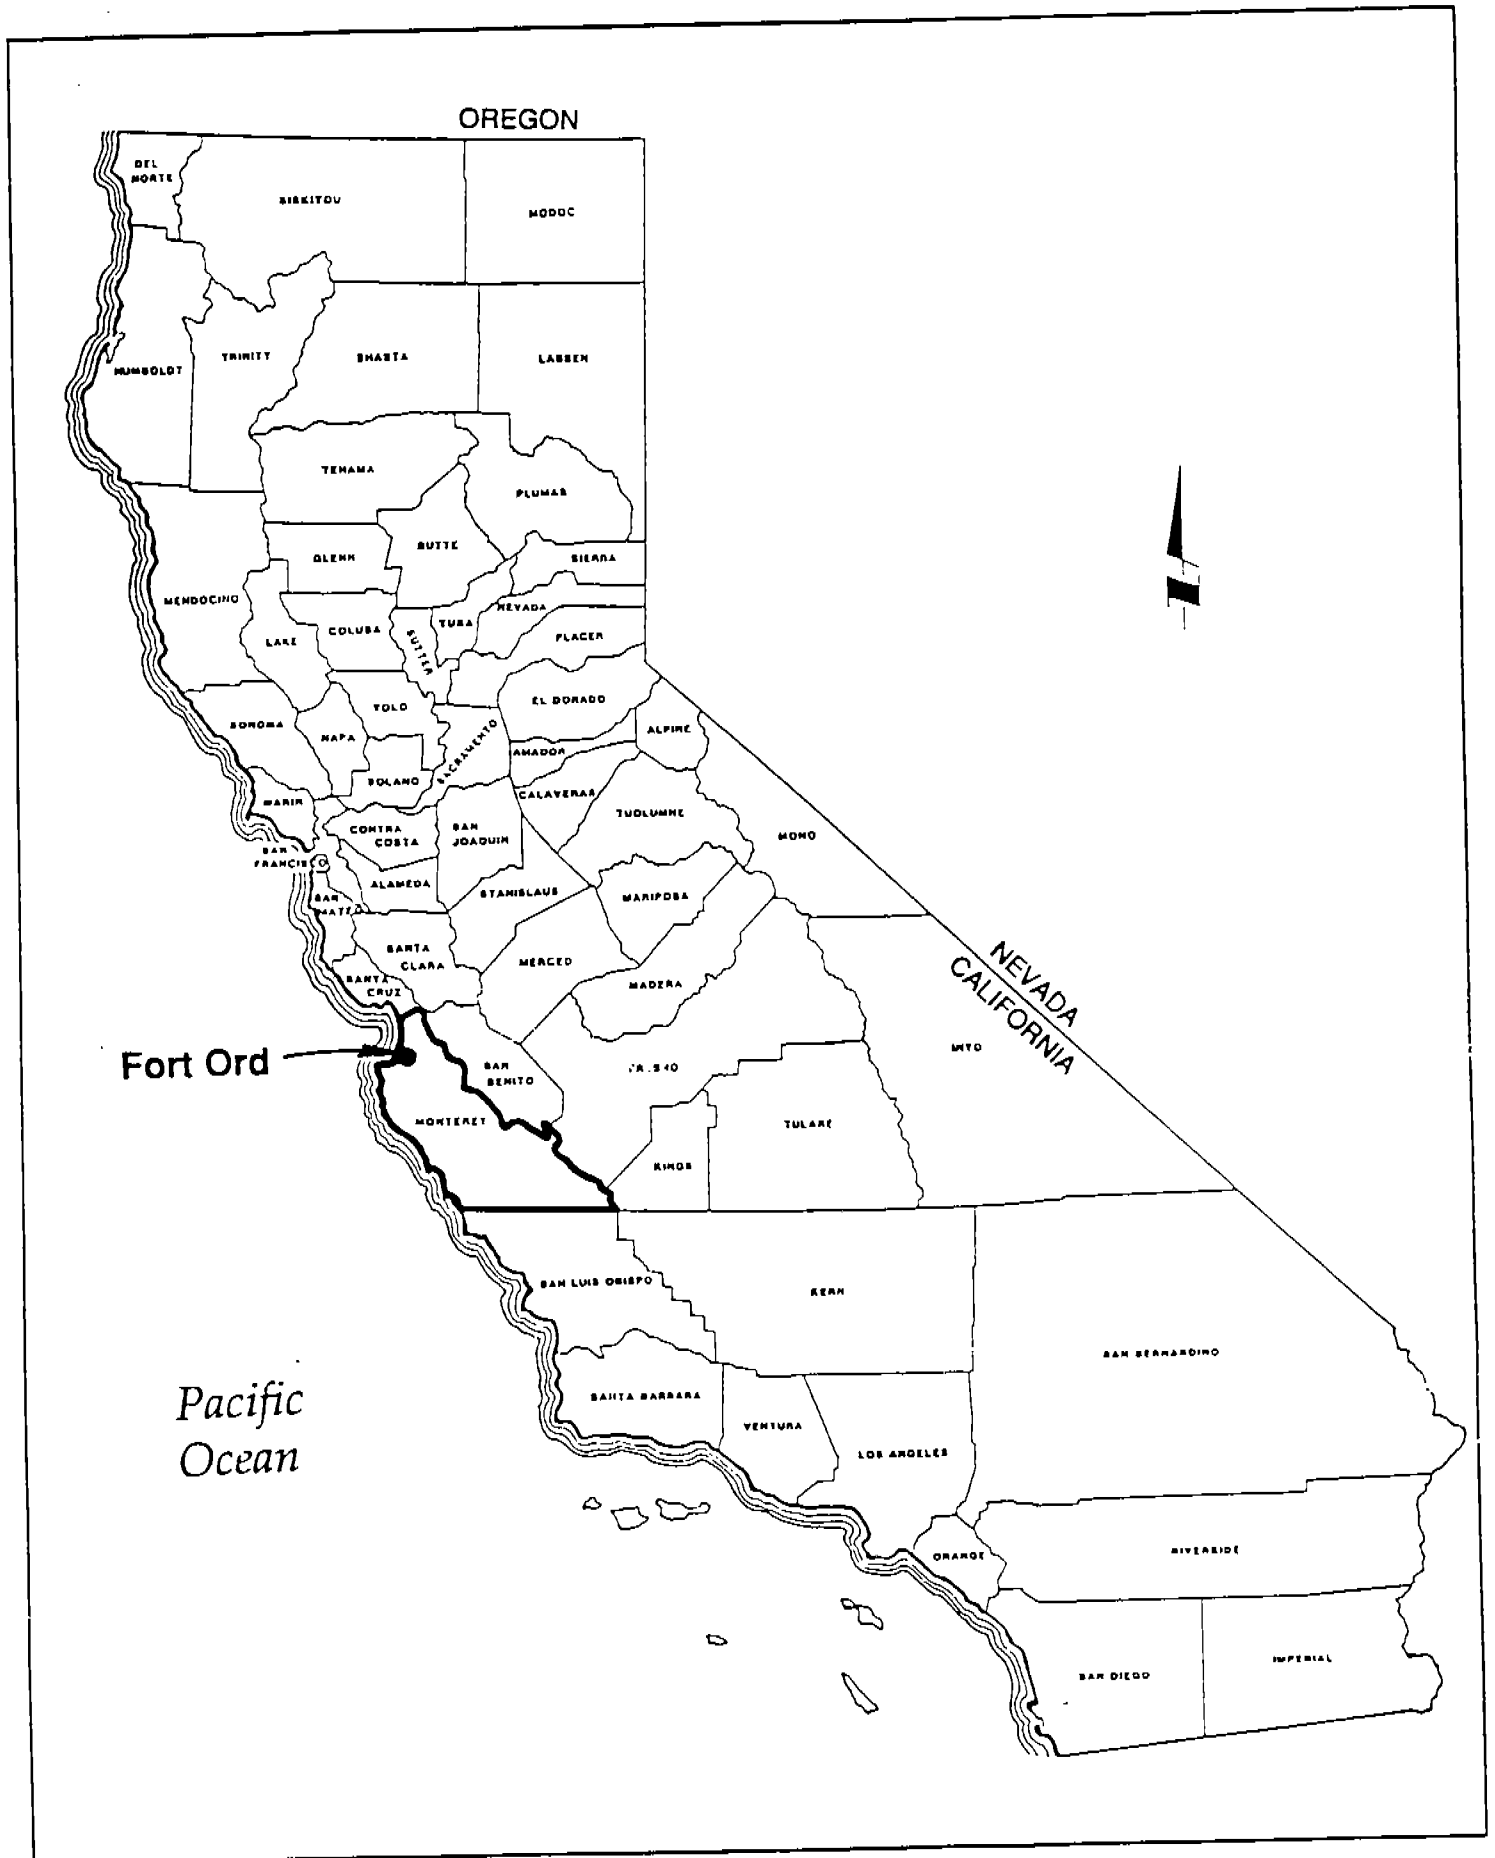 OREGON
DEL
NORTE
SISKIYOU
MODOC
HUMBOLDT
TRINITY
SHASTA
LASSEN
TEHAMA
PLUMAS
GLENN
BUTTE
SIERRA
MENDOCINO
LAKE
COLUSA
SUTTER
YUBA
NEVADA
PLACER
SONOMA
NAPA
YOLO
SACRAMENTO
EL DORADO
ALPINE
AMADOR
SOLANO
MARIN
CALAVERAS
TUOLUMNE
MONO
CONTRA
COSTA
SAN
JOAQUIN
SAN
FRANCISCO
ALAMEDA
STANISLAUS
MARIPOSA
SAN
MATEO
SANTA
CLARA
MERCED
MADERA
SANTA
CRUZ
NEVADA
CALIFORNIA
Fort Ord
SAN
BENITO
INYO
MONTEREY
TULARE
KINGS
SAN LUIS OBISPO
KERN
SAN BERNARDINO
Pacific
Ocean
SANTA BARBARA
VENTURA
LOS ANGELES
ORANGE
RIVERSIDE
SAN DIEGO
IMPERIAL